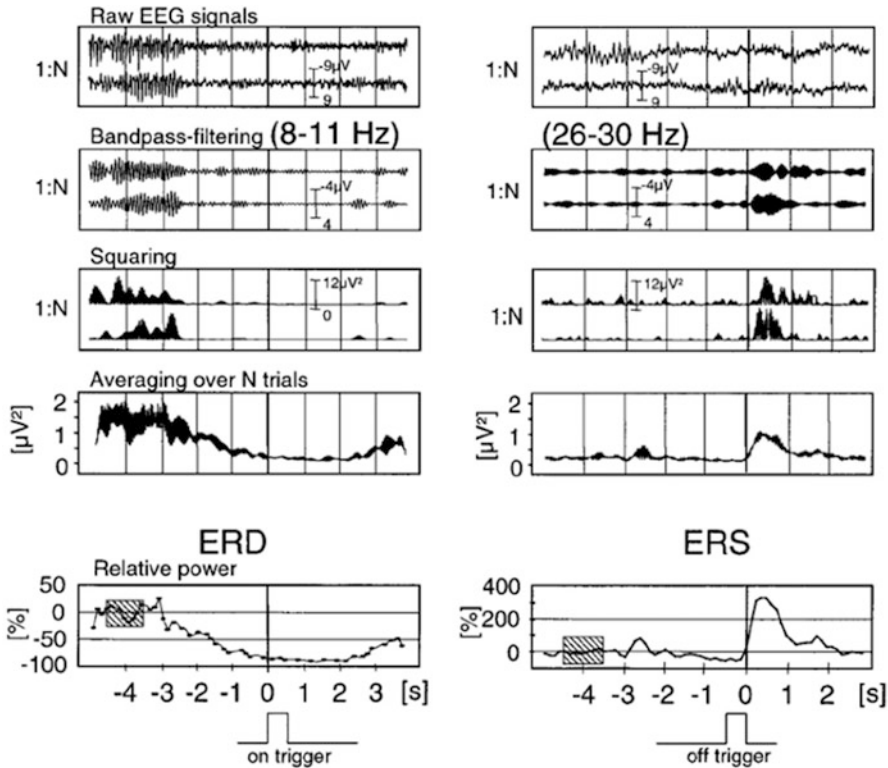 Raw EEG signals
1:N
-9µV
9
1:N
-9µV
9
Bandpass-filtering (8-11 Hz)
(26-30 Hz)
1:N
-4µV
4
1:N
-4µV
4
Squaring
1:N
12µV²
0
1:N
12µV²
Averaging over N trials
[µV²]
2
1
0
[µV²]
2
1
0
ERD
ERS
Relative power
[%]
50
0
-50
-100
-4 -3 -2 -1 0 1 2 3 [s]
on trigger
[%]
400
200
0
-4 -3 -2 -1 0 1 2 [s]
off trigger